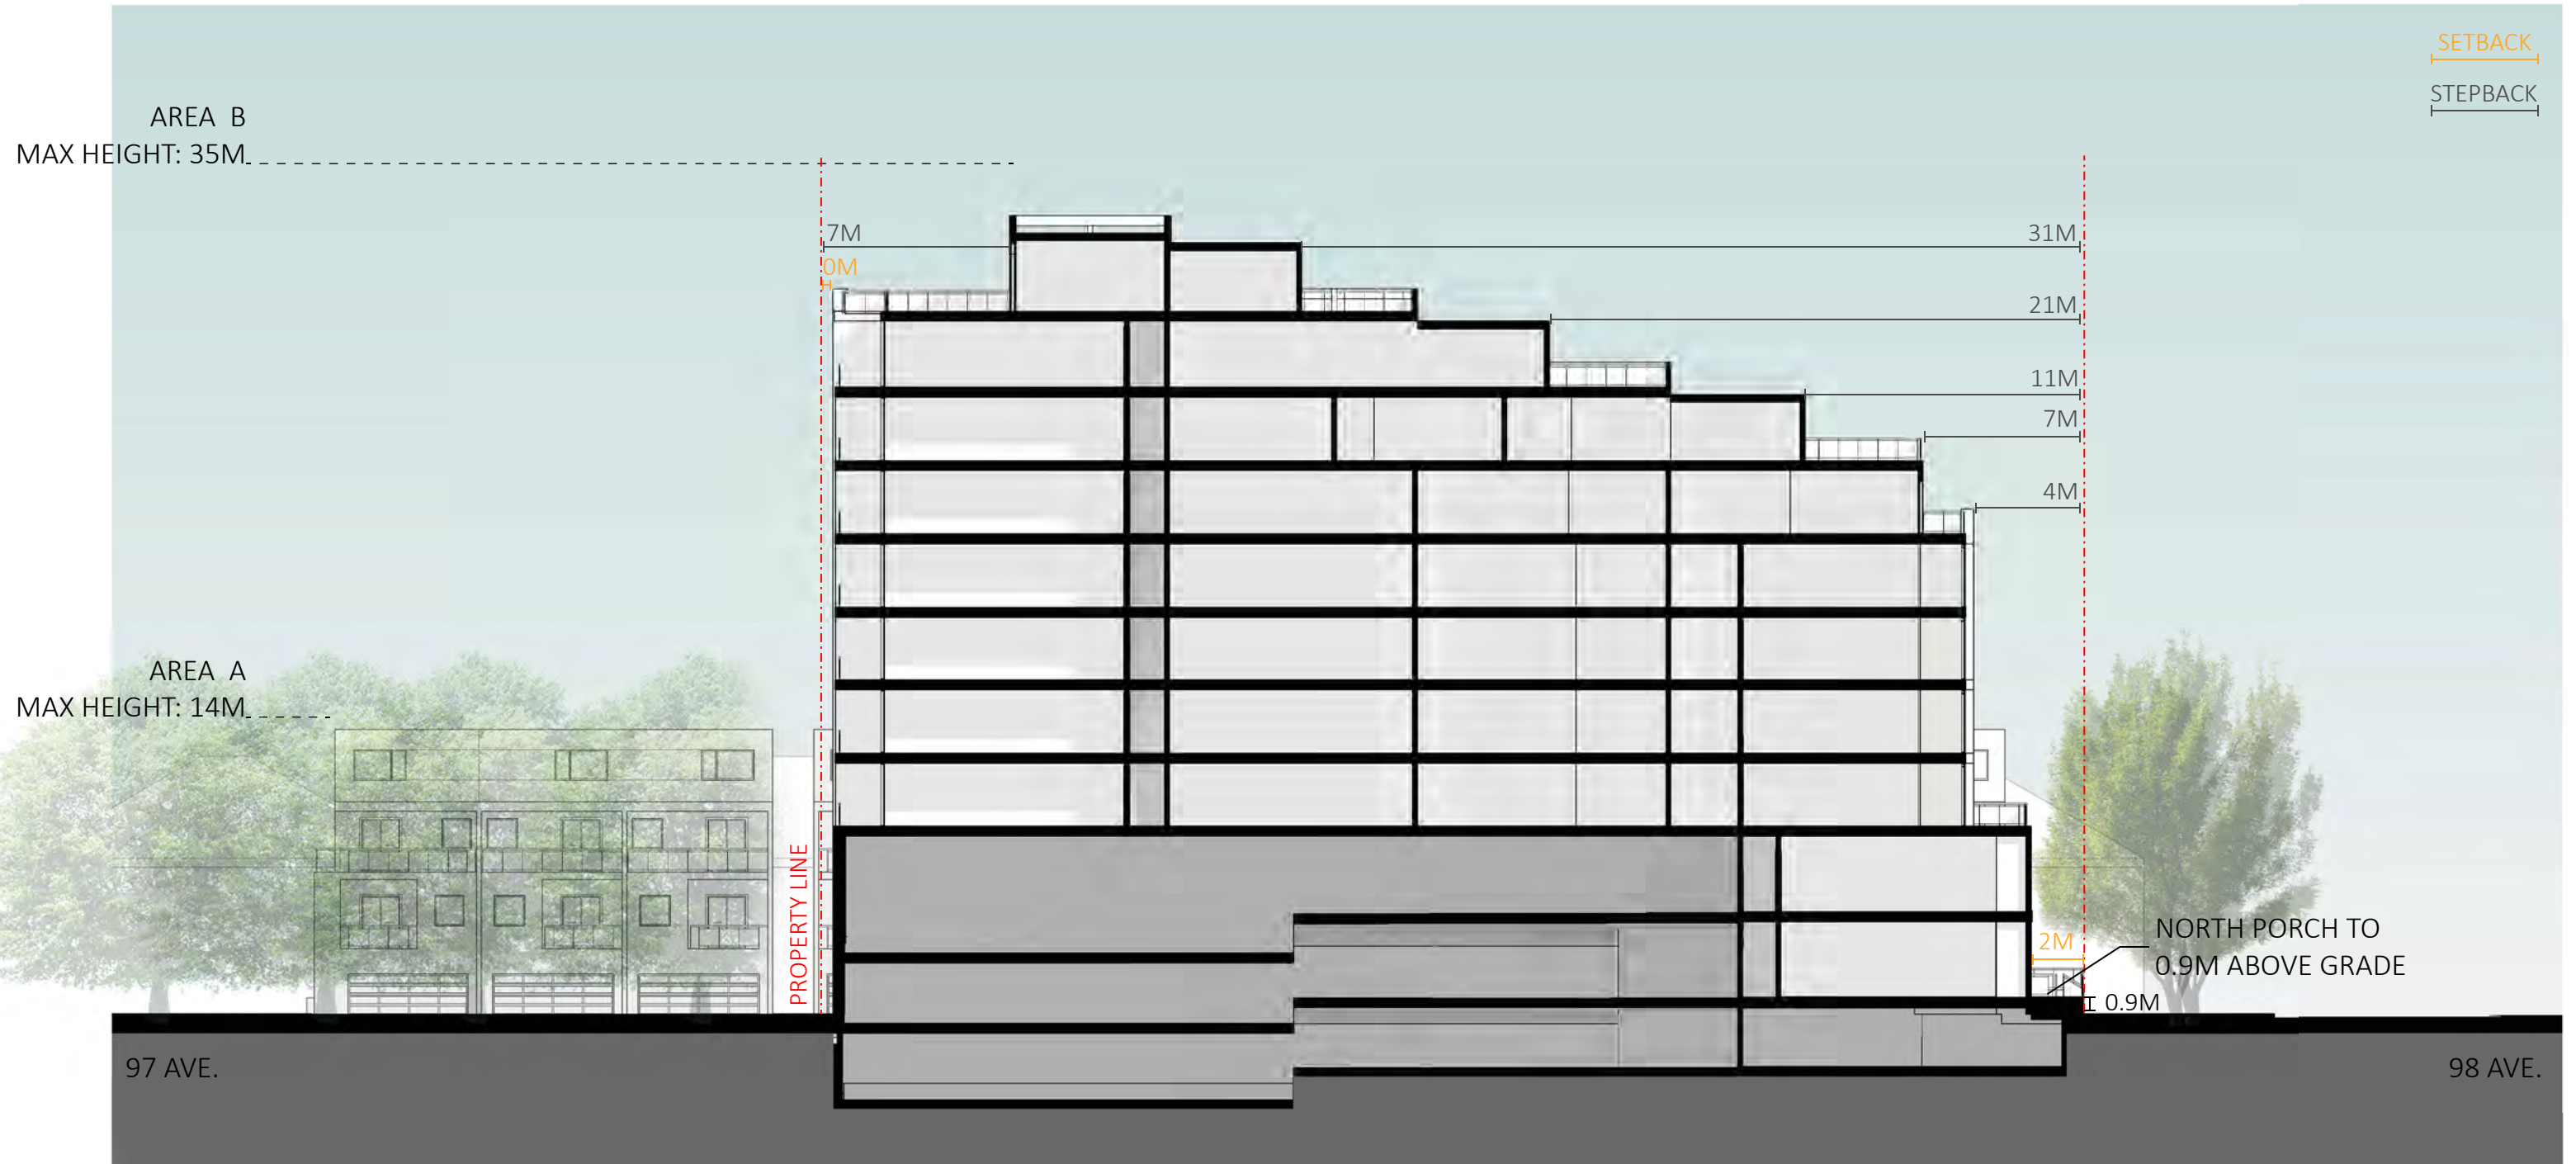 SETBACK
STEPBACK
AREA B
MAX HEIGHT: 35M
7M
31M
0M
21M
11M
7M
4M
AREA A
MAX HEIGHT: 14M
PROPERTY LINE
2M
NORTH PORCH TO
0.9M ABOVE GRADE
0.9M
97 AVE.
98 AVE.